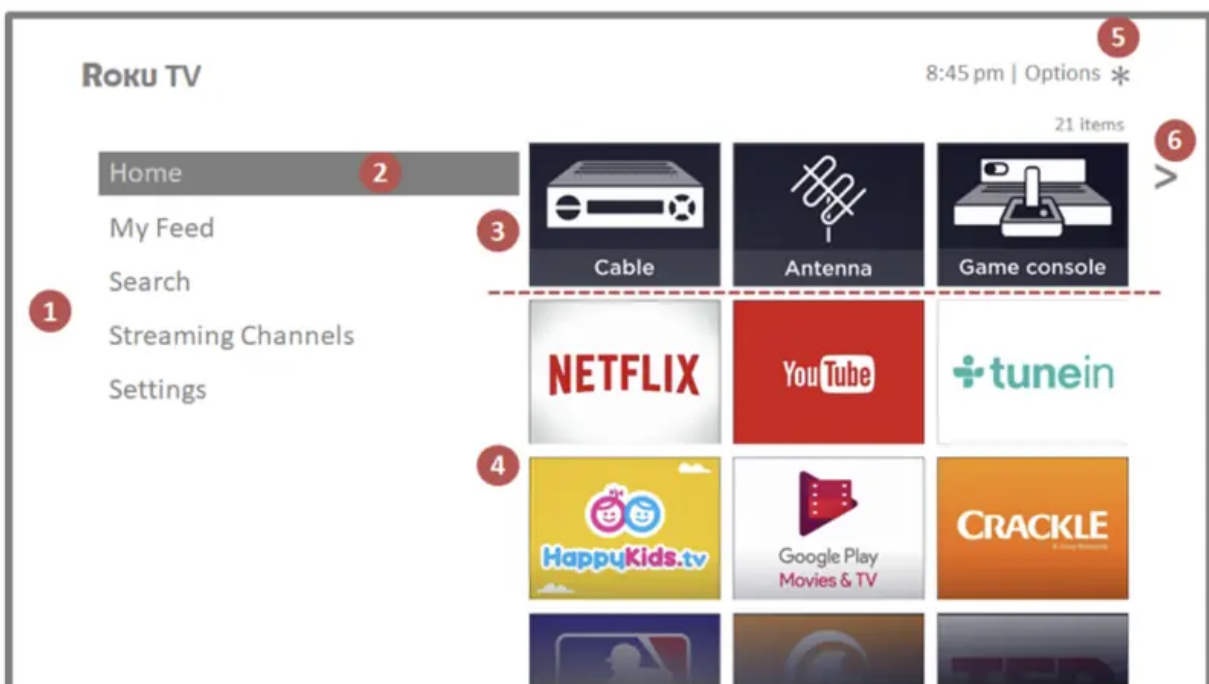 5
Roku TV
8:45 pm | Options *
21 items
6
>
Home 2
My Feed
3
Search
1
Streaming Channels
Settings
Cable
Antenna
Game console
NETFLIX
YouTube
tunein
4
HappyKids.tv
Google Play
Movies & TV
CRACKLE